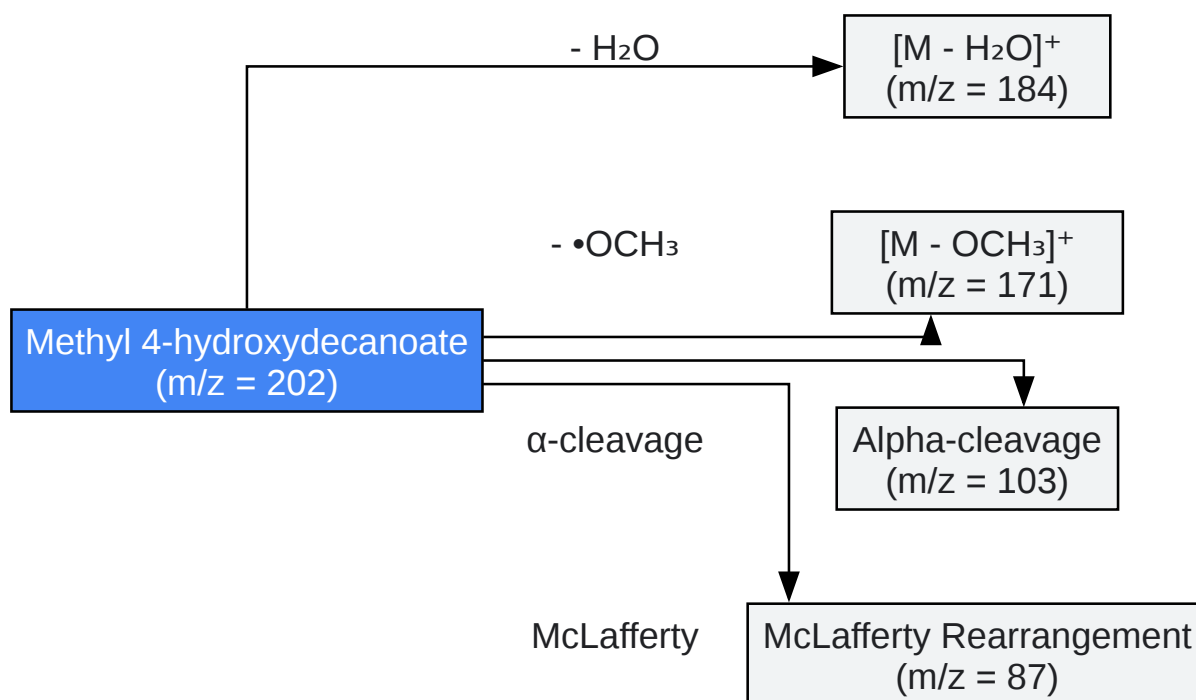 - H₂O
[M - H₂O]⁺
(m/z = 184)
- •OCH₃
[M - OCH₃]⁺
(m/z = 171)
Methyl 4-hydroxydecanoate
(m/z = 202)
α-cleavage
Alpha-cleavage
(m/z = 103)
McLafferty
McLafferty Rearrangement
(m/z = 87)